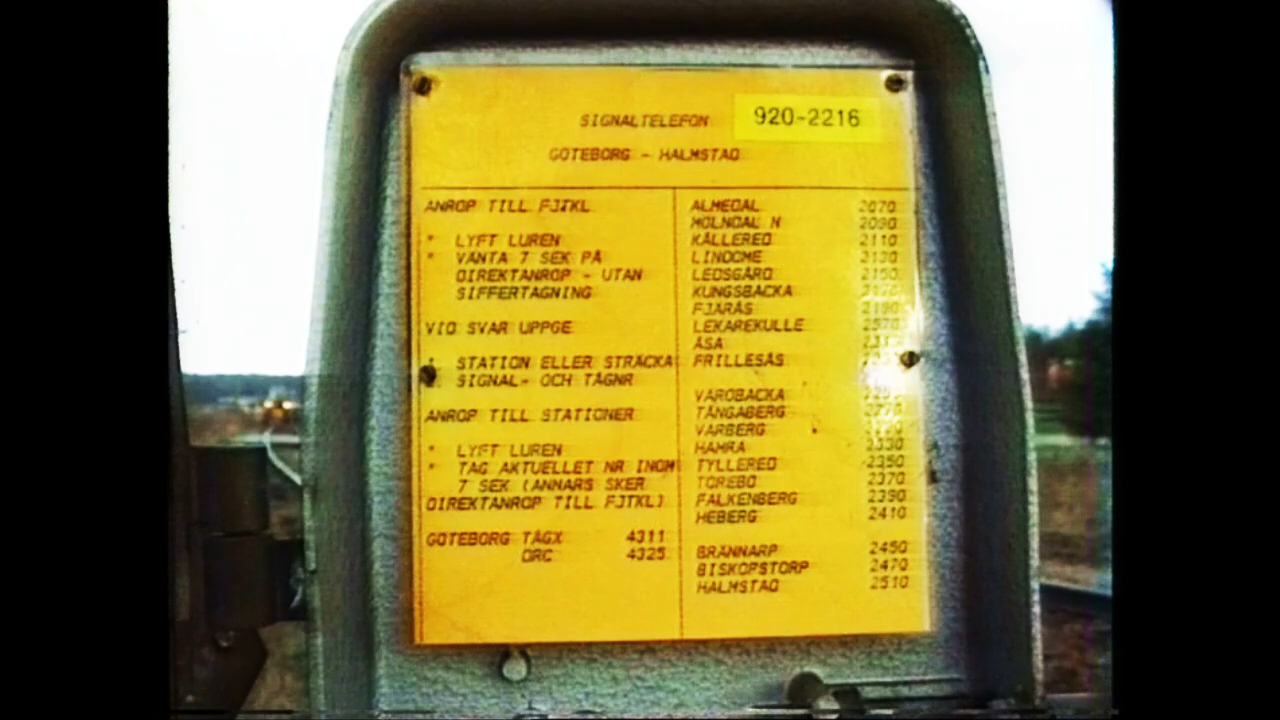 SIGNALTELEFON 920-2216
GÖTEBORG - HALMSTAD
ANROP TILL FJTKL
* LYFT LUREN
* VÄNTA 7 SEK PÅ
DIREKTANROP - UTAN
SIFFERTAGNING
VID SVAR UPPGE
* STATION ELLER STRÄCKA
SIGNAL- OCH TÅGNR
ANROP TILL STATIONER
* LYFT LUREN
* TAG AKTUELLET NR INOM
7 SEK (ANNARS SKER
DIREKTANROP TILL FJTKL)
GÖTEBORG TÅGX 4311
DRC 4325
ALMEDAL 2070
MÖLNDAL N 2090
KÅLLERED 2110
LINDOME 2130
LEDSGÅRD 2150
KUNGSBACKA
FJÄRÅS 2190
LEKAREKULLE
ÅSA
FRILLESÅS
VÄRÖBACKA
TÅNGABERG
VARBERG
HAMRA 2330
TYLLERED 2350
TOREBO 2370
FALKENBERG 2390
HEBERG 2410
BRÄNNARP 2450
BISKOPSTORP 2470
HALMSTAD 2510